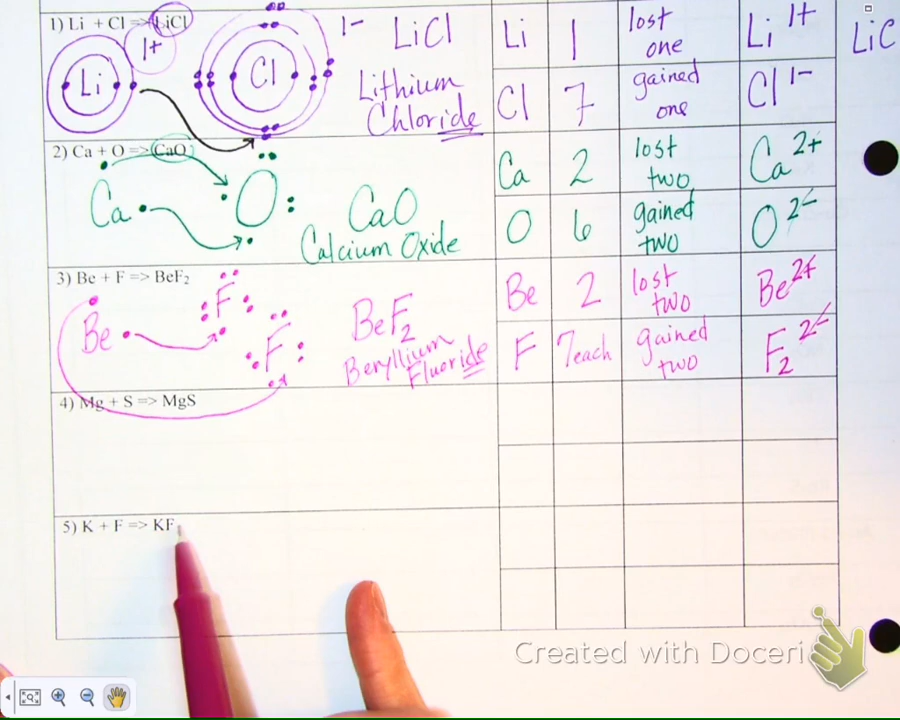 1) Li + Cl => LiCl
1+
1-
LiCl
Li
1
lost one
Li 1+
LiC
Li
Cl
Lithium Chloride
Cl
7
gained one
Cl 1-
2) Ca + O => CaO
Ca
O
CaO
Calcium Oxide
Ca
2
lost two
Ca 2+
O
6
gained two
O 2-
3) Be + F => BeF2
Be
F
F
BeF2
Beryllium Fluoride
Be
2
lost two
Be 2+
F
7 each
gained two
F2 2-
4) Mg + S => MgS
5) K + F => KF
Created with Doceri